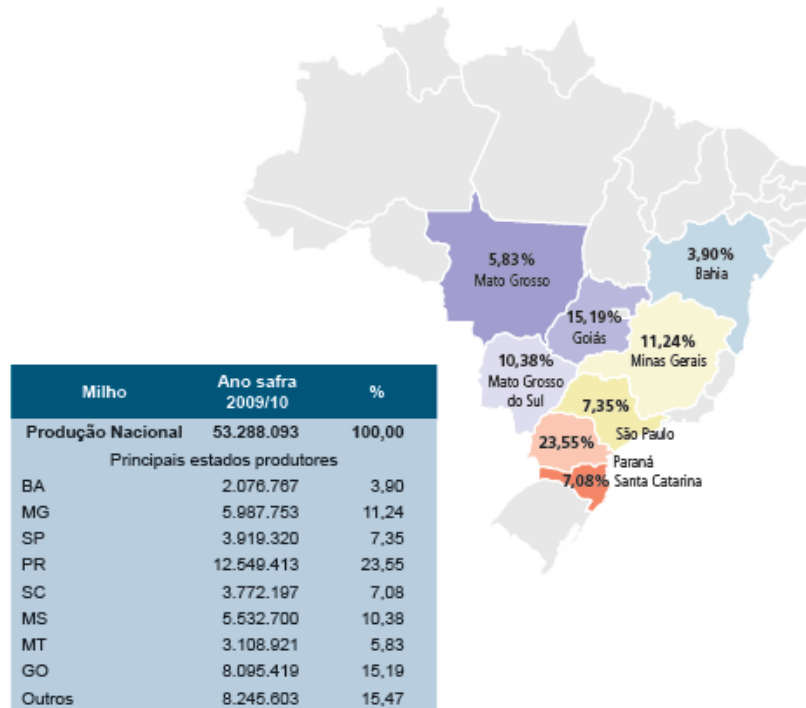 5,83%
Mato Grosso
3,90%
Bahia
15,19%
Goiás
11,24%
Minas Gerais
10,38%
Mato Grosso
do Sul
7,35%
São Paulo
23,55%
Paraná
7,08% Santa Catarina
Milho Ano safra 2009/10 %
Produção Nacional 53.288.093 100,00
Principais estados produtores
BA 2.076.767 3,90
MG 5.987.753 11,24
SP 3.919.320 7,35
PR 12.549.413 23,55
SC 3.772.197 7,08
MS 5.532.700 10,38
MT 3.108.921 5,83
GO 8.095.419 15,19
Outros 8.245.603 15,47